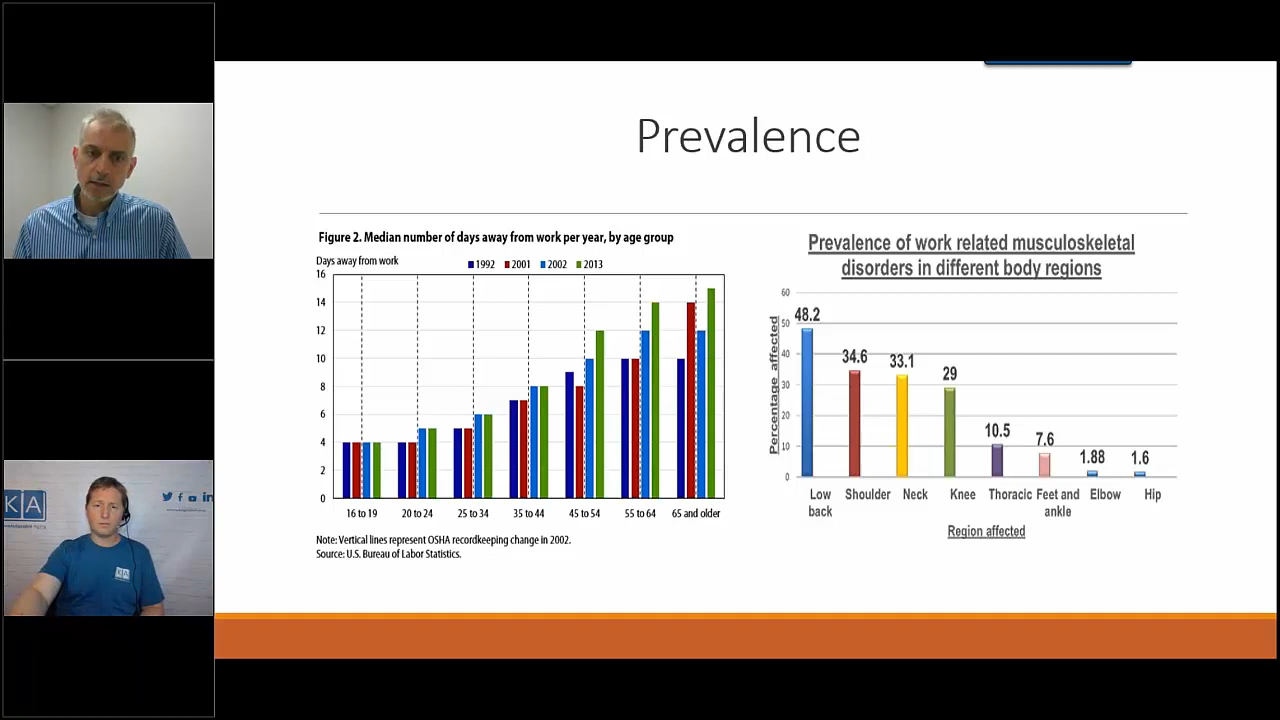 Prevalence
Figure 2. Median number of days away from work per year, by age group
Days away from work
1992 2001 2002 2013
16
14
12
10
8
6
4
2
0
16 to 19 20 to 24 25 to 34 35 to 44 45 to 54 55 to 64 65 and older
Note: Vertical lines represent OSHA recordkeeping change in 2002.
Source: U.S. Bureau of Labor Statistics.
Prevalence of work related musculoskeletal
disorders in different body regions
Percentage affected
60
50
40
30
20
10
0
48.2
34.6
33.1
29
10.5
7.6
1.88
1.6
Low Shoulder Neck Knee Thoracic Feet and Elbow Hip
back ankle
Region affected
K|A
KA